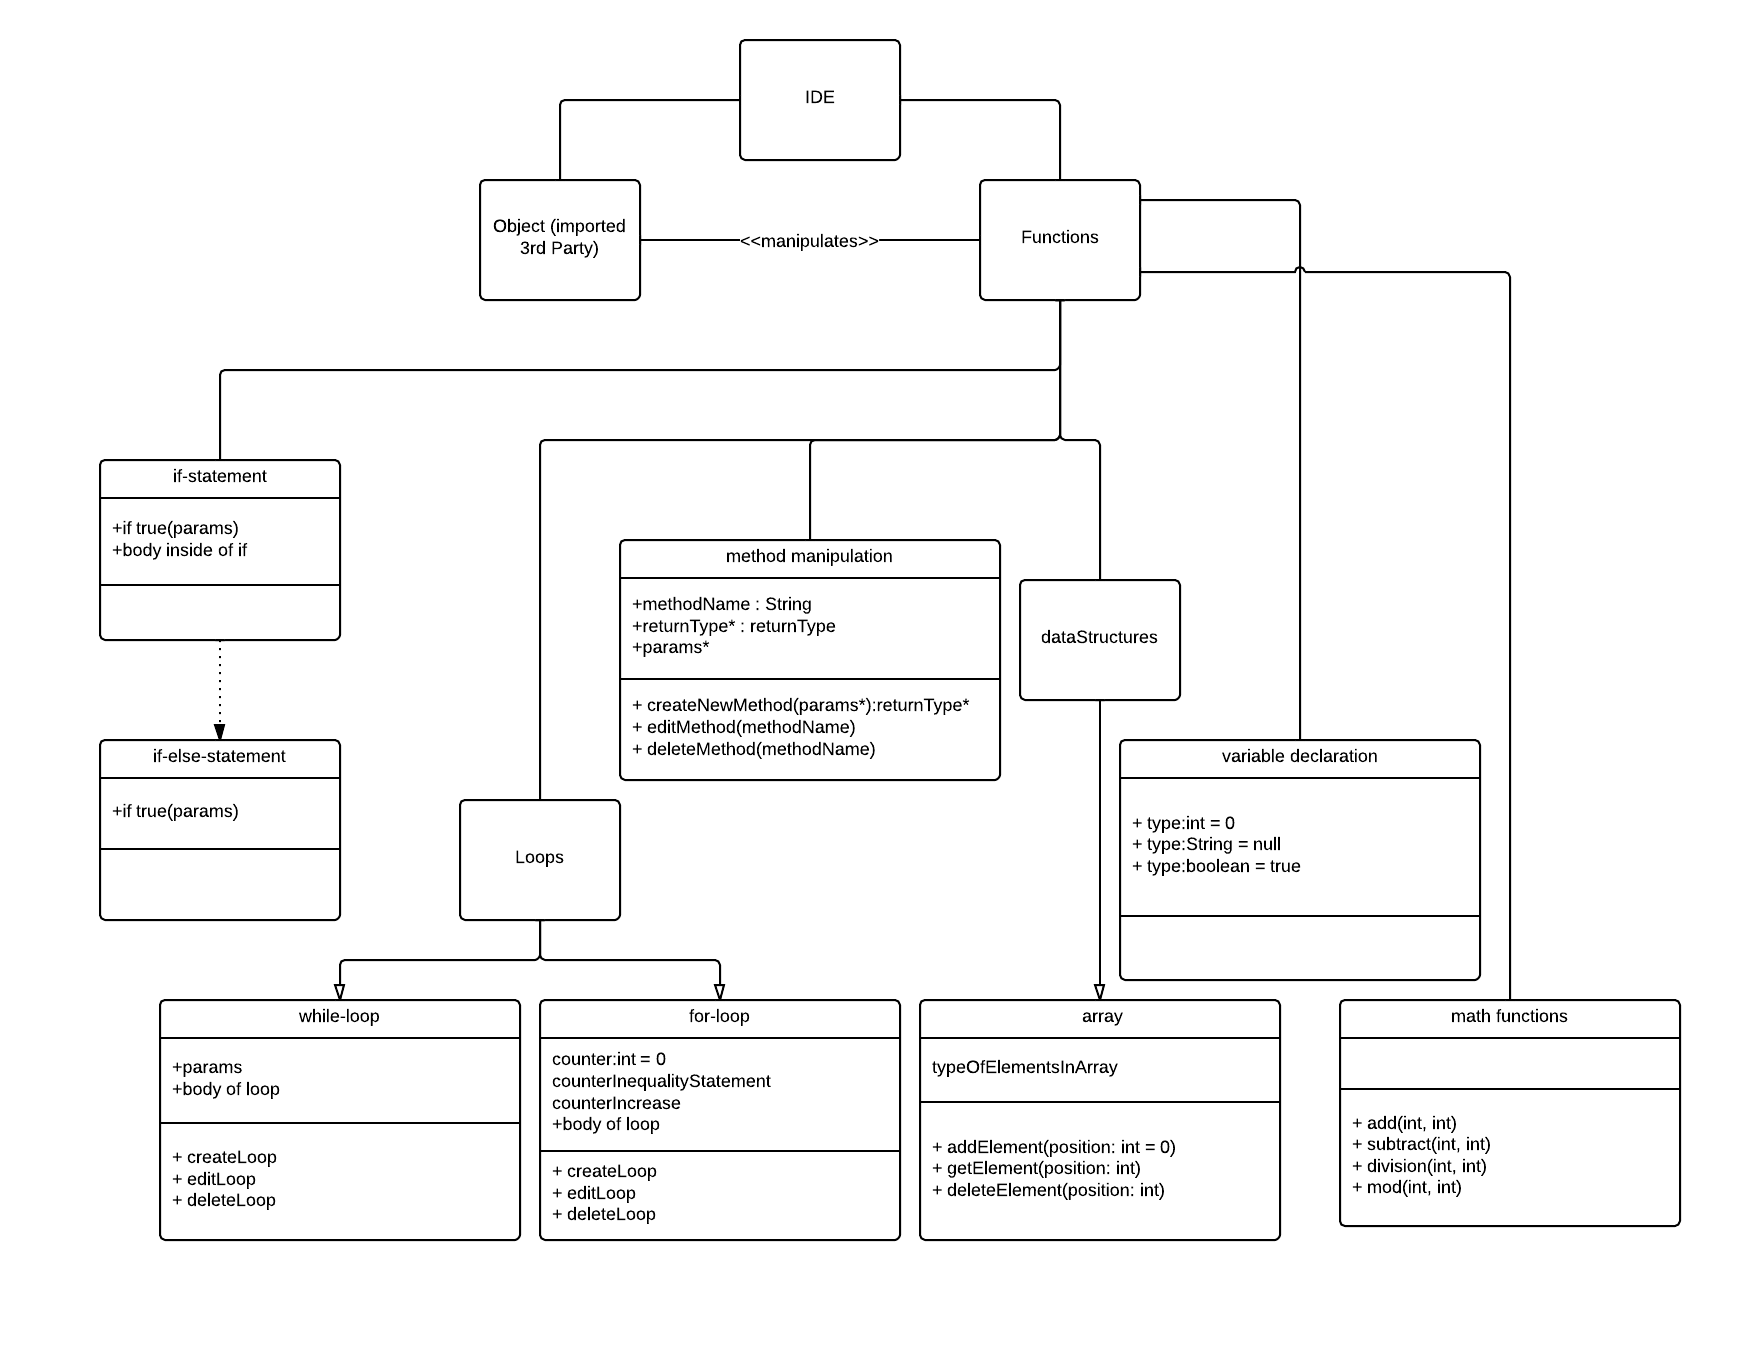 IDE
Object (imported
3rd Party)
<<manipulates>>
Functions
if-statement
+if true(params)
+body inside of if
method manipulation
+methodName : String
+returnType* : returnType
+params*
+ createNewMethod(params*):returnType*
+ editMethod(methodName)
+ deleteMethod(methodName)
dataStructures
if-else-statement
+if true(params)
variable declaration
+ type:int = 0
+ type:String = null
+ type:boolean = true
Loops
while-loop
+params
+body of loop
+ createLoop
+ editLoop
+ deleteLoop
for-loop
counter:int = 0
counterInequalityStatement
counterIncrease
+body of loop
+ createLoop
+ editLoop
+ deleteLoop
array
typeOfElementsInArray
+ addElement(position: int = 0)
+ getElement(position: int)
+ deleteElement(position: int)
math functions
+ add(int, int)
+ subtract(int, int)
+ division(int, int)
+ mod(int, int)